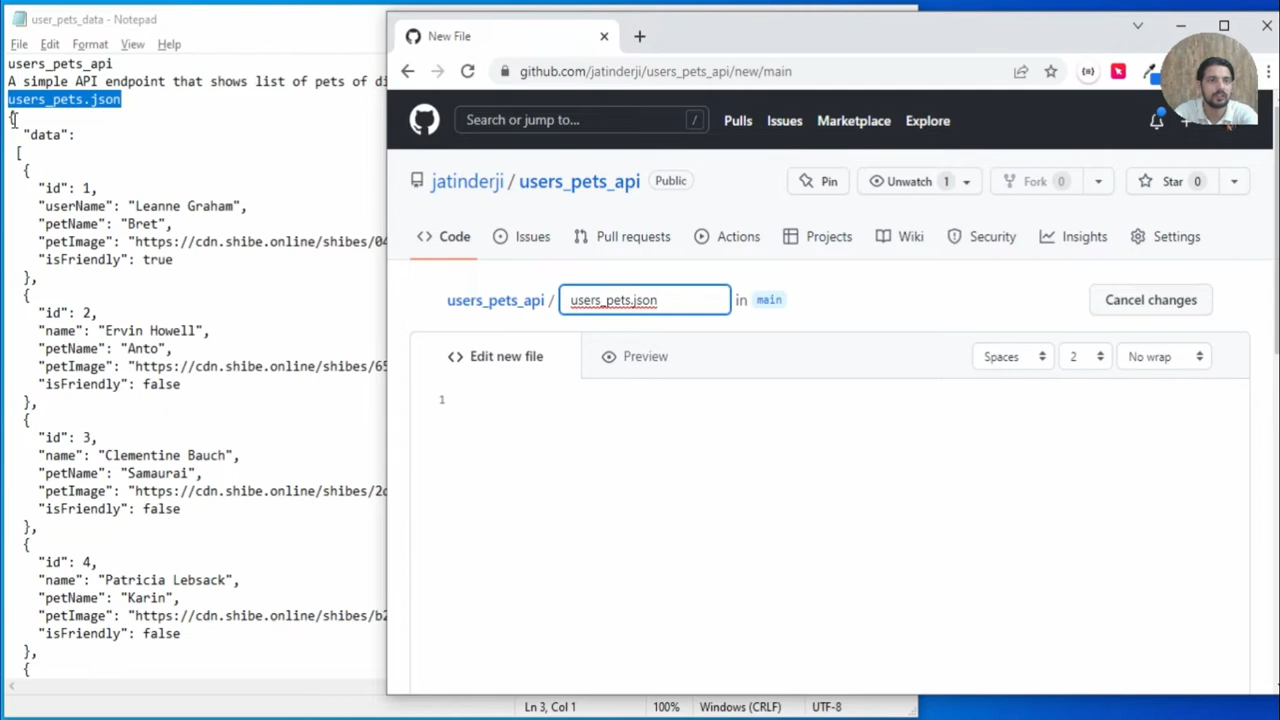 user_pets_data - Notepad
File Edit Format View Help
users_pets_api
A simple API endpoint that shows list of pets of di
users_pets.json
{
"data":
[
{
"id": 1,
"userName": "Leanne Graham",
"petName": "Bret",
"petImage": "https://cdn.shibe.online/shibes/04
"isFriendly": true
},
{
"id": 2,
"name": "Ervin Howell",
"petName": "Anto",
"petImage": "https://cdn.shibe.online/shibes/65
"isFriendly": false
},
{
"id": 3,
"name": "Clementine Bauch",
"petName": "Samaurai",
"petImage": "https://cdn.shibe.online/shibes/2c
"isFriendly": false
},
{
"id": 4,
"name": "Patricia Lebsack",
"petName": "Karin",
"petImage": "https://cdn.shibe.online/shibes/b2
"isFriendly": false
},
{
Ln 3, Col 1 100% Windows (CRLF) UTF-8
New File
github.com/jatinderji/users_pets_api/new/main
Search or jump to... / Pulls Issues Marketplace Explore
jatinderji / users_pets_api Public Pin Unwatch 1 Fork 0 Star 0
Code Issues Pull requests Actions Projects Wiki Security Insights Settings
users_pets_api / users_pets.json in main Cancel changes
Edit new file Preview Spaces 2 No wrap
1